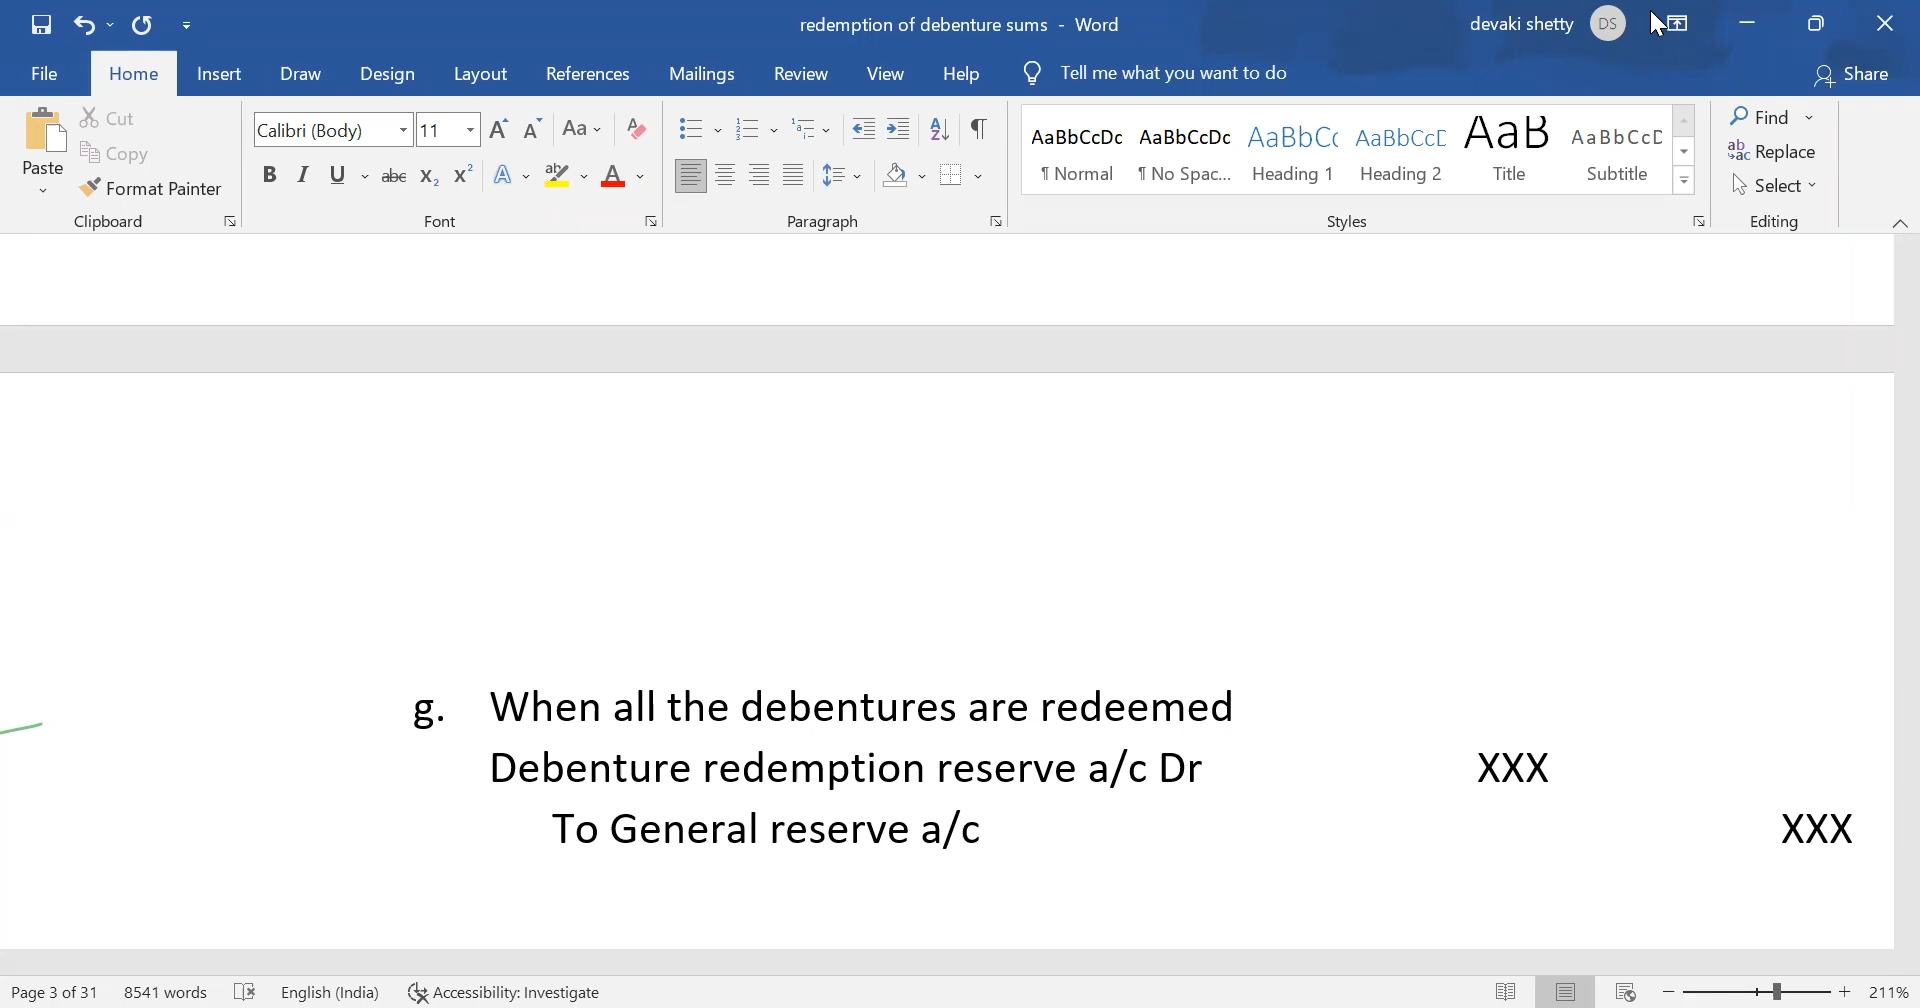 redemption of debenture sums - Word
devaki shetty DS
File Home Insert Draw Design Layout References Mailings Review View Help Tell me what you want to do Share
Paste
Cut
Copy
Format Painter
Clipboard
Calibri (Body) 11
Font
Paragraph
AaBbCcDc AaBbCcDc AaBbCc AaBbCcD AaB AaBbCcD
¶ Normal ¶ No Spac... Heading 1 Heading 2 Title Subtitle
Styles
Find
Replace
Select
Editing
g. When all the debentures are redeemed
Debenture redemption reserve a/c Dr XXX
To General reserve a/c XXX
Page 3 of 31 8541 words English (India) Accessibility: Investigate 211%